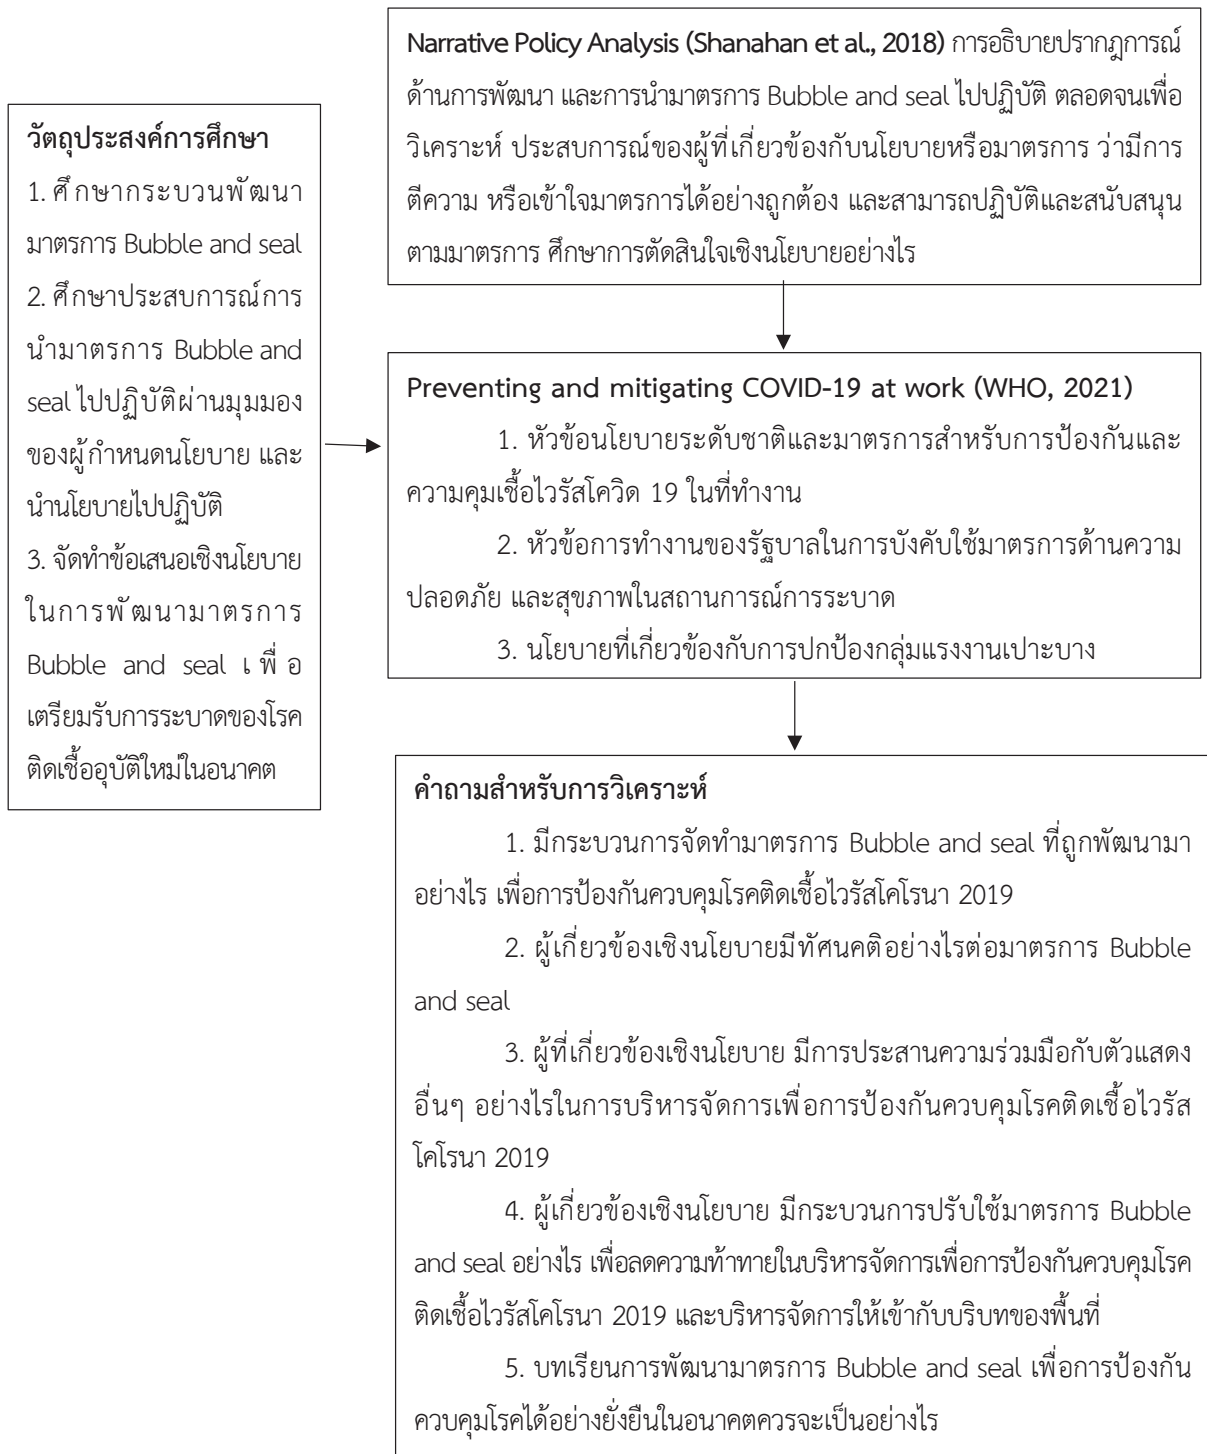 Narrative Policy Analysis (Shanahan et al., 2018) การอธิบายปรากฎการณ์
ด้านการพัฒนา และการนำมาตรการ Bubble and seal ไปปฏิบัติ ตลอดจนเพื่อ
วิเคราะห์ ประสบการณ์ของผู้ที่เกี่ยวข้องกับนโยบายหรือมาตรการ ว่ามีการ
ตีความ หรือเข้าใจมาตรการได้อย่างถูกต้อง และสามารถปฏิบัติและสนับสนุน
ตามมาตรการ ศึกษาการตัดสินใจเชิงนโยบายอย่างไร
วัตถุประสงค์การศึกษา
1. ศึกษากระบวนพัฒนา
มาตรการ Bubble and seal
2. ศึกษาประสบการณ์การ
นำมาตรการ Bubble and
seal ไปปฏิบัติผ่านมุมมอง
ของผู้กำหนดนโยบาย และ
นำนโยบายไปปฏิบัติ
3. จัดทำข้อเสนอเชิงนโยบาย
ในการพัฒนามาตรการ
Bubble and seal เพื่อ
เตรียมรับการระบาดของโรค
ติดเชื้ออุบัติใหม่ในอนาคต
Preventing and mitigating COVID-19 at work (WHO, 2021)
1. หัวข้อนโยบายระดับชาติและมาตรการสำหรับการป้องกันและ
ความคุมเชื้อไวรัสโควิด 19 ในที่ทำงาน
2. หัวข้อการทำงานของรัฐบาลในการบังคับใช้มาตรการด้านความ
ปลอดภัย และสุขภาพในสถานการณ์การระบาด
3. นโยบายที่เกี่ยวข้องกับการปกป้องกลุ่มแรงงานเปาะบาง
คำถามสำหรับการวิเคราะห์
1. มีกระบวนการจัดทำมาตรการ Bubble and seal ที่ถูกพัฒนามา
อย่างไร เพื่อการป้องกันควบคุมโรคติดเชื้อไวรัสโคโรนา 2019
2. ผู้เกี่ยวข้องเชิงนโยบายมีทัศนคติอย่างไรต่อมาตรการ Bubble
and seal
3. ผู้ที่เกี่ยวข้องเชิงนโยบาย มีการประสานความร่วมมือกับตัวแสดง
อื่นๆ อย่างไรในการบริหารจัดการเพื่อการป้องกันควบคุมโรคติดเชื้อไวรัส
โคโรนา 2019
4. ผู้เกี่ยวข้องเชิงนโยบาย มีกระบวนการปรับใช้มาตรการ Bubble
and seal อย่างไร เพื่อลดความท้าทายในบริหารจัดการเพื่อการป้องกันควบคุมโรค
ติดเชื้อไวรัสโคโรนา 2019 และบริหารจัดการให้เข้ากับบริบทของพื้นที่
5. บทเรียนการพัฒนามาตรการ Bubble and seal เพื่อการป้องกัน
ควบคุมโรคได้อย่างยั่งยืนในอนาคตควรจะเป็นอย่างไร